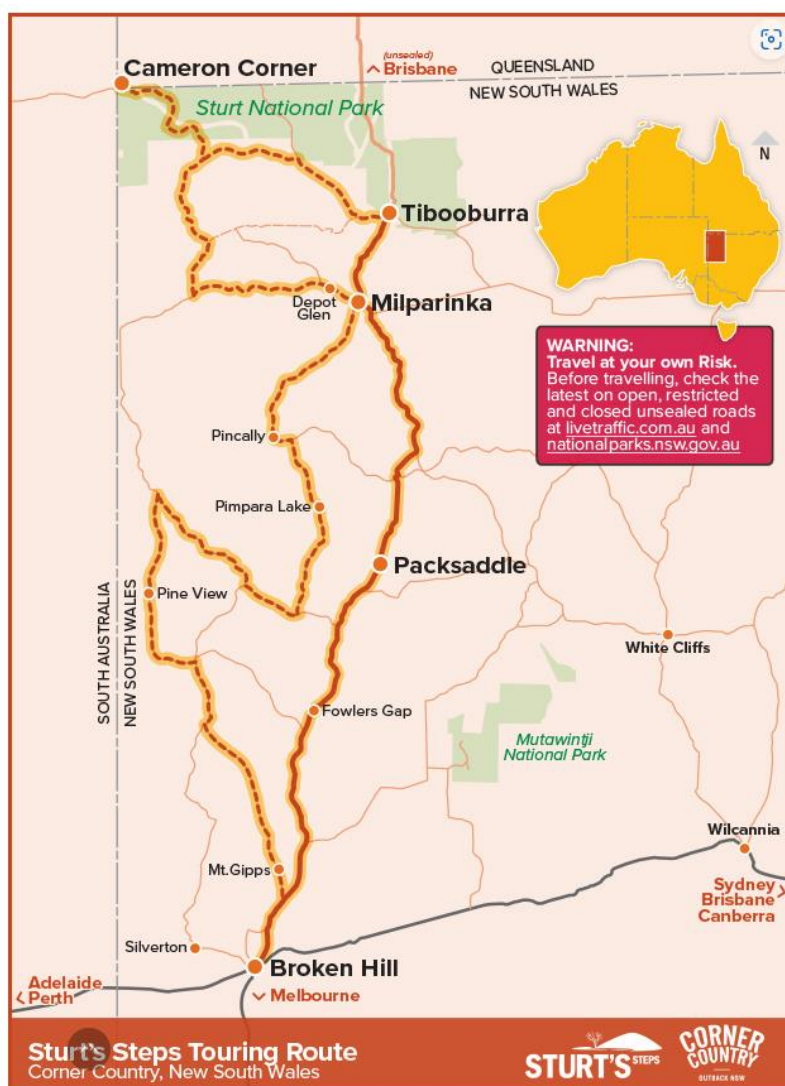 Cameron Corner
(unsealed)
Brisbane
QUEENSLAND
NEW SOUTH WALES
Sturt National Park
N
Tibooburra
Depot
Glen
Milparinka
WARNING:
Travel at your own Risk.
Before travelling, check the
latest on open, restricted
and closed unsealed roads
at livetraffic.com.au and
nationalparks.nsw.gov.au
Pincally
Pimpara Lake
Packsaddle
Pine View
SOUTH AUSTRALIA
NEW SOUTH WALES
White Cliffs
Fowlers Gap
Mutawintji
National Park
Wilcannia
Mt.Gipps
Sydney
Brisbane
Canberra
Silverton
Broken Hill
Adelaide
Perth
Melbourne
Sturt's Steps Touring Route
Corner Country, New South Wales
STURT'S STEPS
CORNER
COUNTRY
OUTBACK NSW